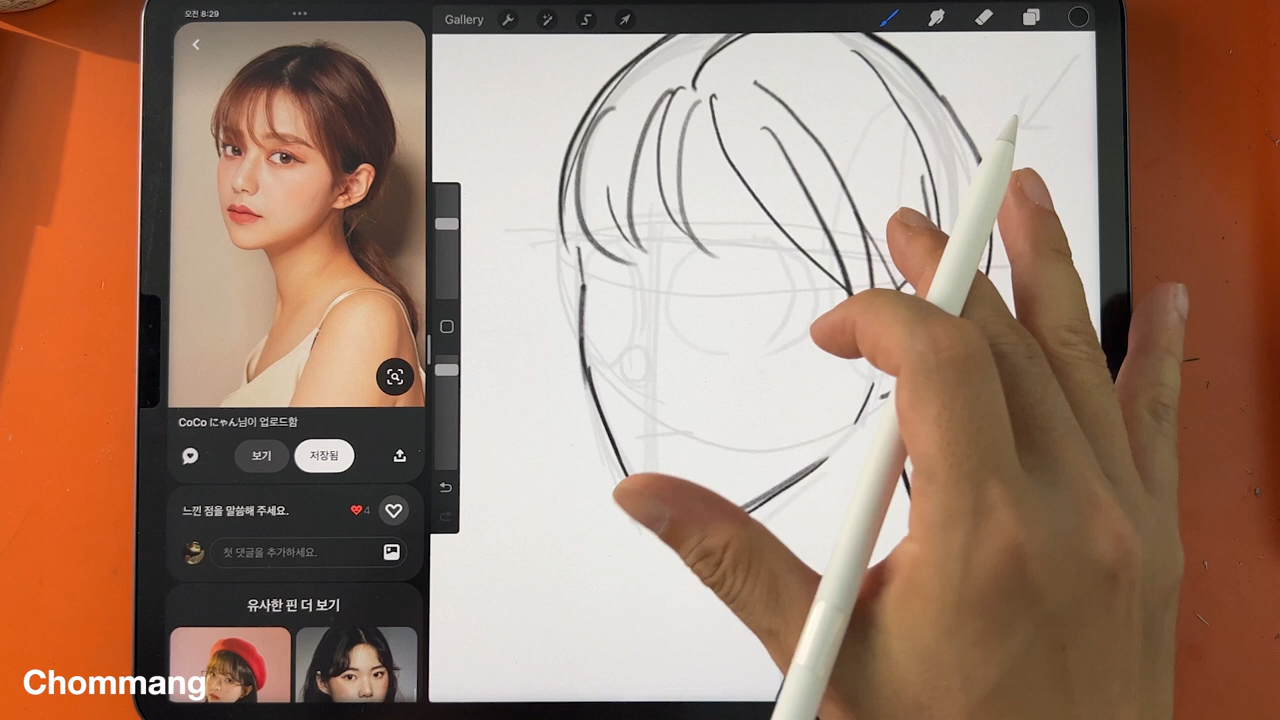 오전 8:29
Gallery
CoCo にゃん님이 업로드함
보기
저장됨
느낀 점을 말씀해 주세요.
4
첫 댓글을 추가하세요.
유사한 핀 더 보기
Chommang